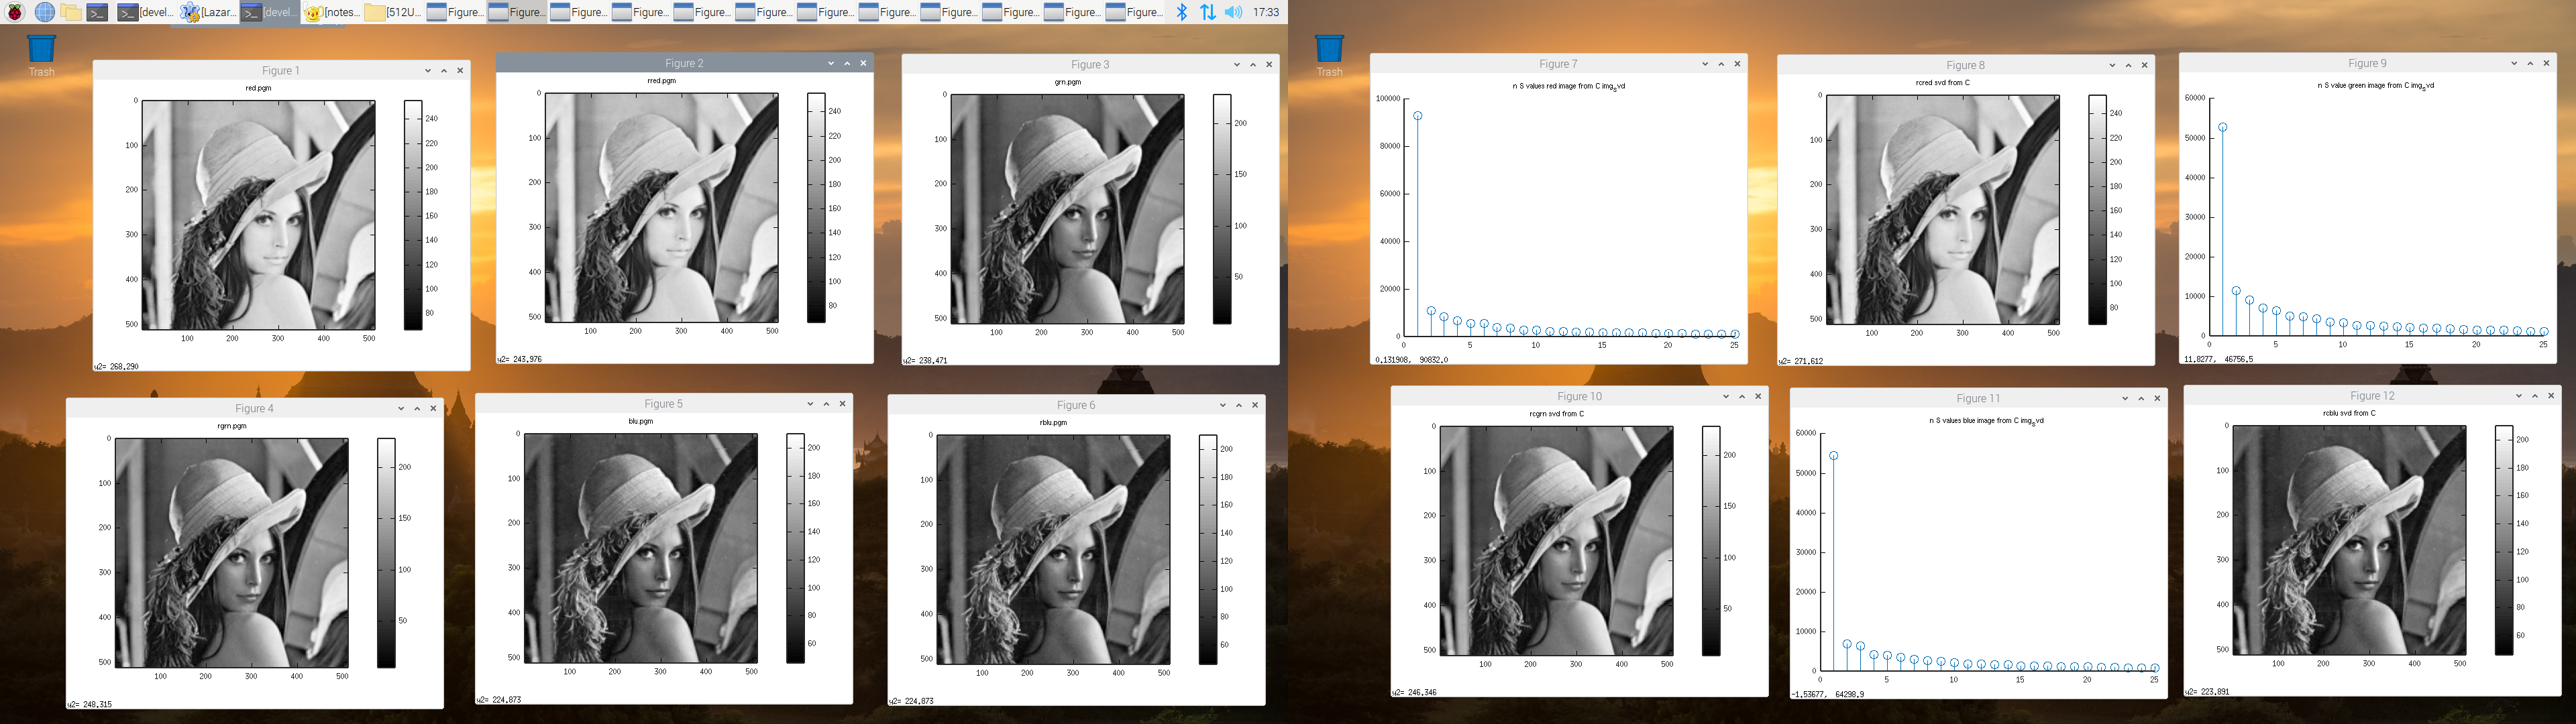 [devel... [Lazar... [devel... [notes... [512U... Figure... Figure... Figure... Figure... Figure... Figure... Figure... Figure... Figure... Figure... Figure... Figure... 17:33
Trash
Trash
Figure 1
red.pgm
0
100
200
300
400
500
100 200 300 400 500
240
220
200
180
160
140
120
100
80
y2= 268.290
Figure 2
rred.pgm
0
100
200
300
400
500
100 200 300 400 500
240
220
200
180
160
140
120
100
80
y2= 243.976
Figure 3
grn.pgm
0
100
200
300
400
500
100 200 300 400 500
200
150
100
50
y2= 238.471
Figure 7
n S values red image from C img_svd
100000
80000
60000
40000
20000
0
0 5 10 15 20 25
0.131908, 90832.0
Figure 8
rcred svd from C
0
100
200
300
400
500
100 200 300 400 500
240
220
200
180
160
140
120
100
80
y2= 271.612
Figure 9
n S value green image from C img_svd
60000
50000
40000
30000
20000
10000
0
0 5 10 15 20 25
11.8277, 46756.5
Figure 4
rgrn.pgm
0
100
200
300
400
500
100 200 300 400 500
200
150
100
50
y2= 248.315
Figure 5
blu.pgm
0
100
200
300
400
500
100 200 300 400 500
200
180
160
140
120
100
80
60
y2= 224.873
Figure 6
rblu.pgm
0
100
200
300
400
500
100 200 300 400 500
200
180
160
140
120
100
80
60
y2= 224.873
Figure 10
rcgrn svd from C
0
100
200
300
400
500
100 200 300 400 500
200
150
100
50
y2= 246.346
Figure 11
n S values blue image from C img_svd
60000
50000
40000
30000
20000
10000
0
0 5 10 15 20 25
-1.53677, 64298.9
Figure 12
rcblu svd from C
0
100
200
300
400
500
100 200 300 400 500
200
180
160
140
120
100
80
60
y2= 223.891